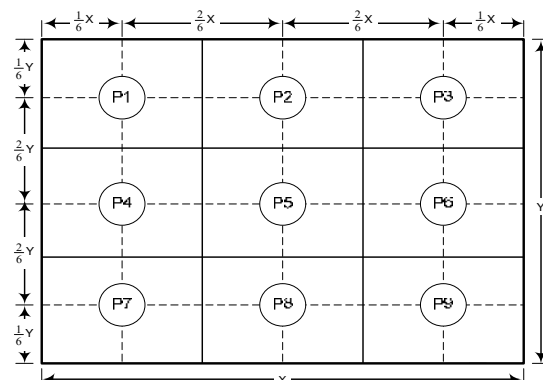 1/6 X 2/6 X 2/6 X 1/6 X
1/6 Y
P1 P2 P3
2/6 Y
P4 P5 P6 Y
2/6 Y
P7 P8 P9
1/6 Y
X